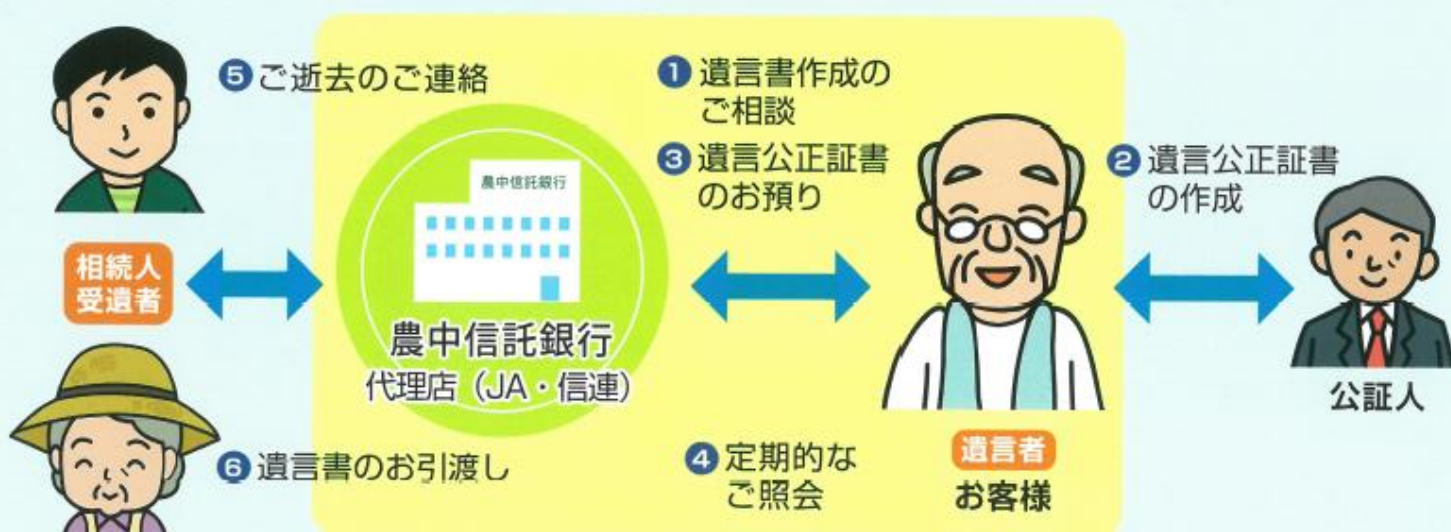 ❺ご逝去のご連絡
❶遺言書作成の
ご相談
❸遺言公正証書
のお預り
❷遺言公正証書
の作成
農中信託銀行
相続人
受遺者
農中信託銀行
代理店（JA・信連）
公証人
❻遺言書のお引渡し
❹定期的な
ご照会
遺言者
お客様